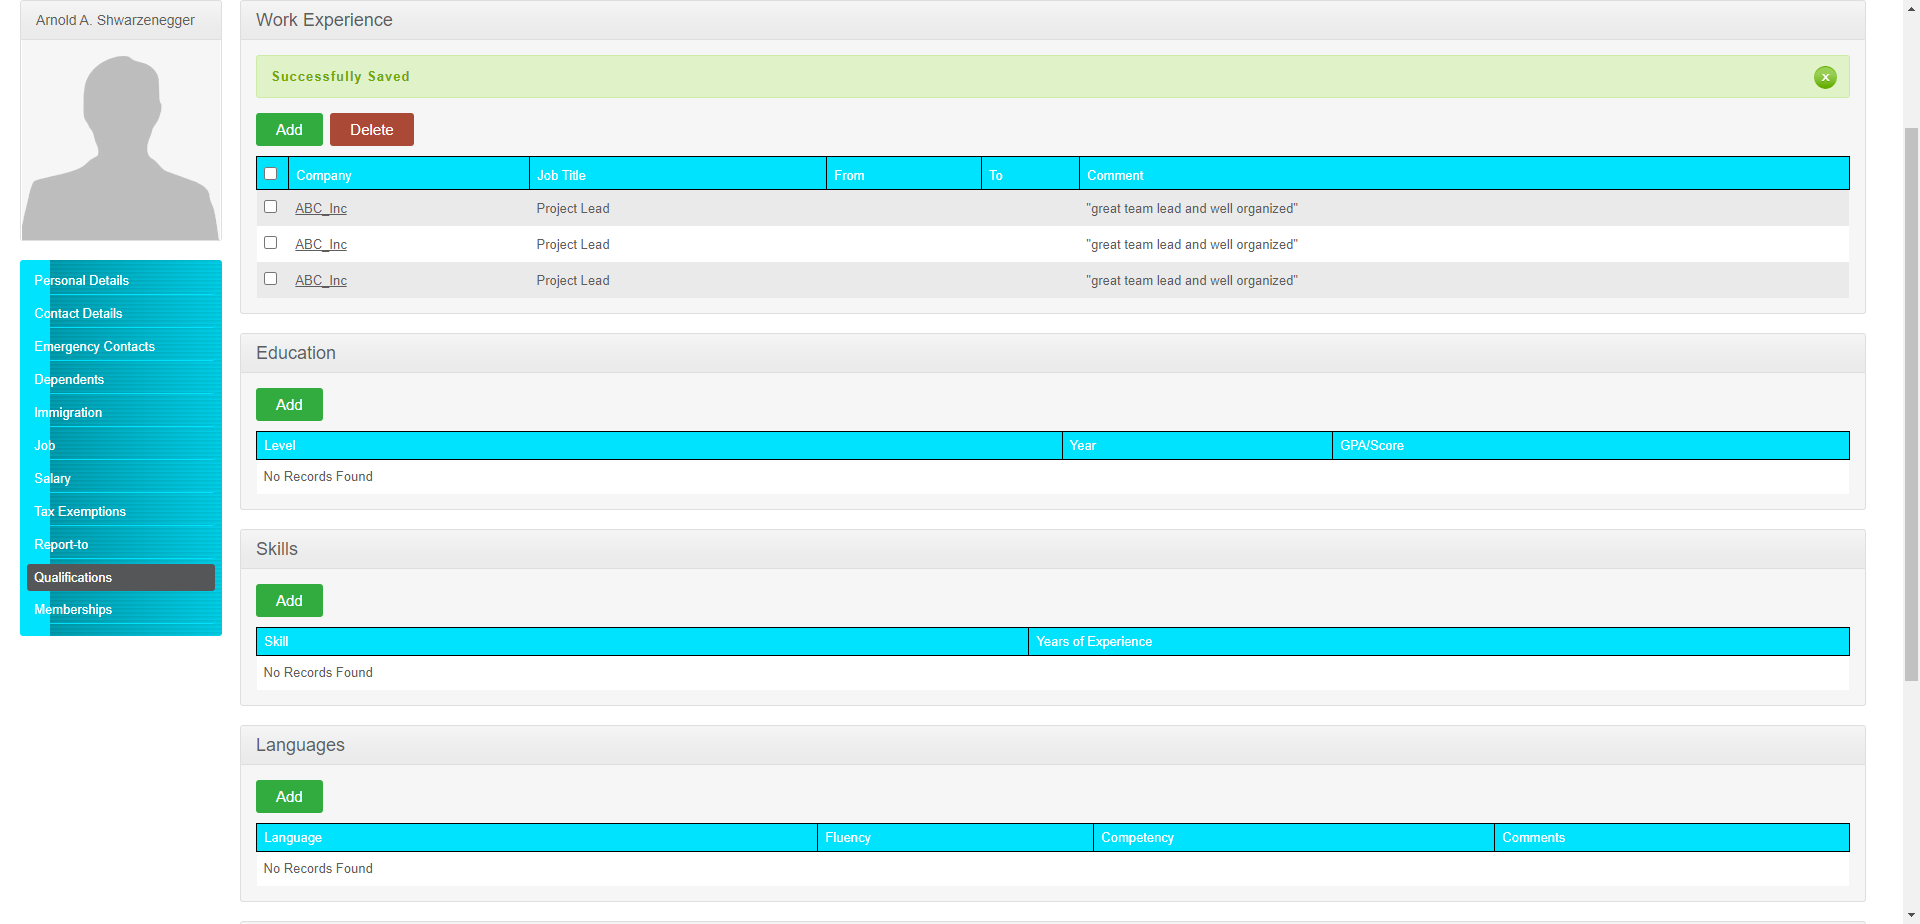 Arnold A. Shwarzenegger
Personal Details
Contact Details
Emergency Contacts
Dependents
Immigration
Job
Salary
Tax Exemptions
Report-to
Qualifications
Memberships
Work Experience
Successfully Saved
x
Add Delete
Company Job Title From To Comment
ABC_Inc Project Lead "great team lead and well organized"
ABC_Inc Project Lead "great team lead and well organized"
ABC_Inc Project Lead "great team lead and well organized"
Education
Add
Level Year GPA/Score
No Records Found
Skills
Add
Skill Years of Experience
No Records Found
Languages
Add
Language Fluency Competency Comments
No Records Found